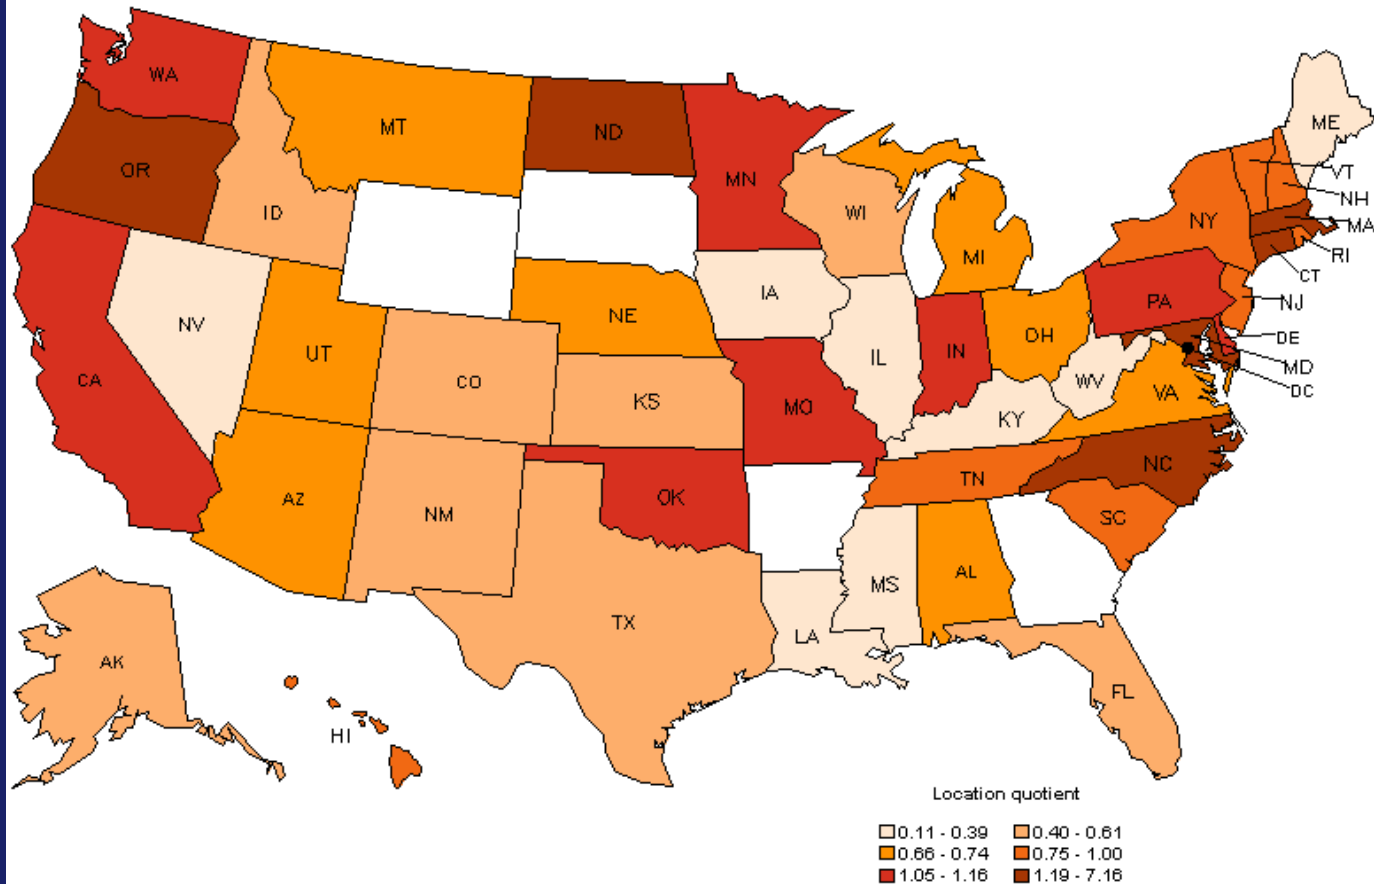 WA
MT
ND
MN
OR
ID
WI
MI
ME
VT
NH
NY
MA
RI
CT
NJ
PA
DE
MD
DC
NV
UT
CO
NE
IA
IL
IN
OH
WV
VA
KY
CA
KS
MO
AZ
NM
OK
TN
NC
SC
AL
MS
LA
TX
FL
AK
HI
Location quotient
0.11 - 0.39 0.40 - 0.61
0.66 - 0.74 0.75 - 1.00
1.05 - 1.16 1.19 - 7.16